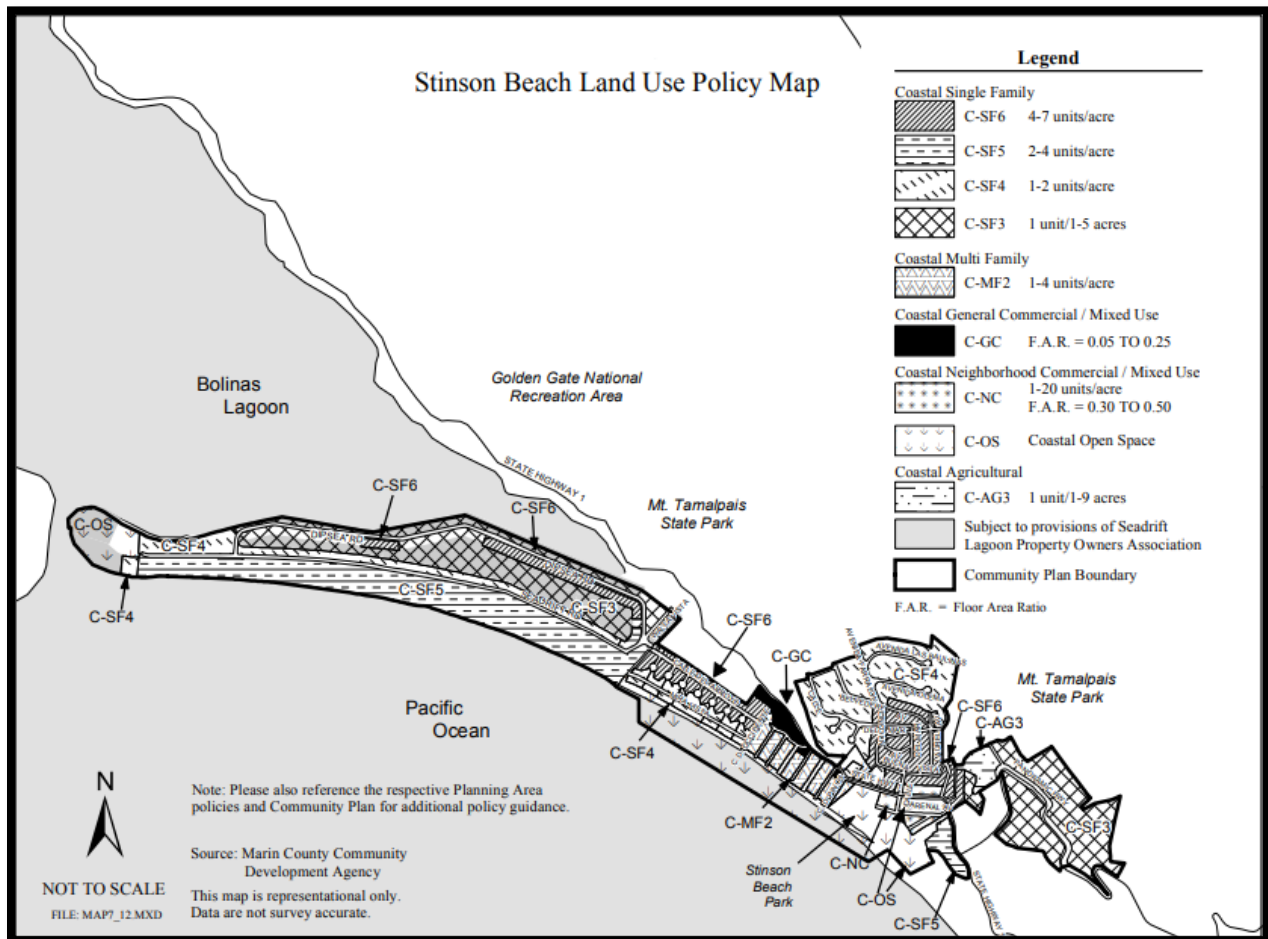 Stinson Beach Land Use Policy Map
Legend
Coastal Single Family
C-SF6 4-7 units/acre
C-SF5 2-4 units/acre
C-SF4 1-2 units/acre
C-SF3 1 unit/1-5 acres
Coastal Multi Family
C-MF2 1-4 units/acre
Coastal General Commercial / Mixed Use
C-GC F.A.R. = 0.05 TO 0.25
Coastal Neighborhood Commercial / Mixed Use
C-NC 1-20 units/acre
F.A.R. = 0.30 TO 0.50
C-OS Coastal Open Space
Coastal Agricultural
C-AG3 1 unit/1-9 acres
Subject to provisions of Seadrift
Lagoon Property Owners Association
Community Plan Boundary
F.A.R. = Floor Area Ratio
Bolinas
Lagoon
Golden Gate National
Recreation Area
STATE HIGHWAY 1
Mt. Tamalpais
State Park
C-SF6
C-SF6
C-OS
C-SF4
DIPSEA RD
C-SF4
C-SF5
SEADRIFT RD
C-SF3
C-SF6
C-GC
C-SF4
Mt. Tamalpais
State Park
C-SF6
C-AG3
PANORAMIC HWY
C-SF3
Pacific
Ocean
C-SF4
C-MF2
ARENAL
Stinson
Beach
Park
C-NC
C-OS
C-SF5
STATE HIGHWAY 1
N
NOT TO SCALE
FILE: MAP7_12.MXD
Note: Please also reference the respective Planning Area
policies and Community Plan for additional policy guidance.
Source: Marin County Community
Development Agency
This map is representational only.
Data are not survey accurate.